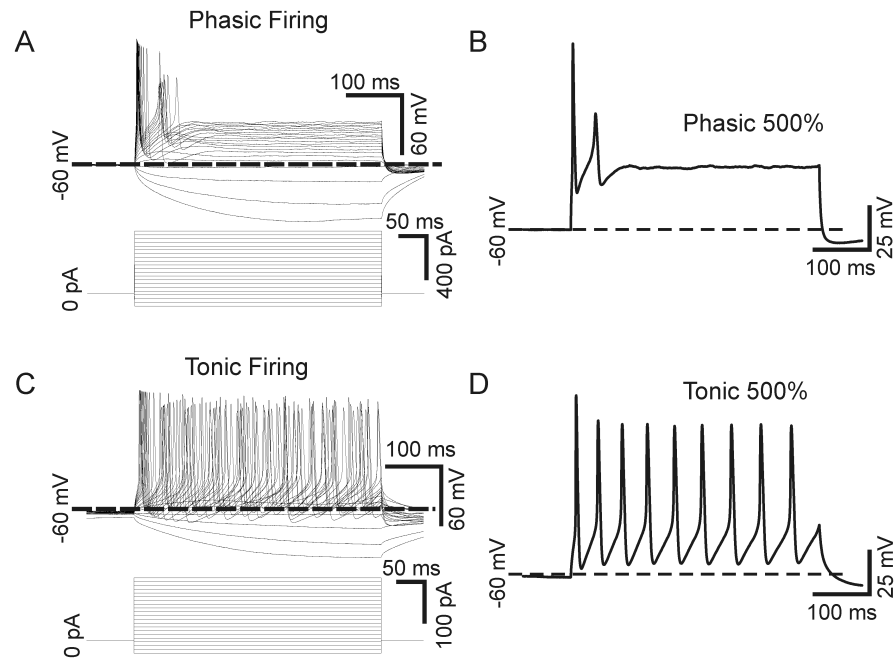 Phasic Firing
A
100 ms
60 mV
-60 mV
50 ms
400 pA
0 pA
B
Phasic 500%
-60 mV
25 mV
100 ms
Tonic Firing
C
100 ms
60 mV
-60 mV
50 ms
100 pA
0 pA
D
Tonic 500%
-60 mV
25 mV
100 ms